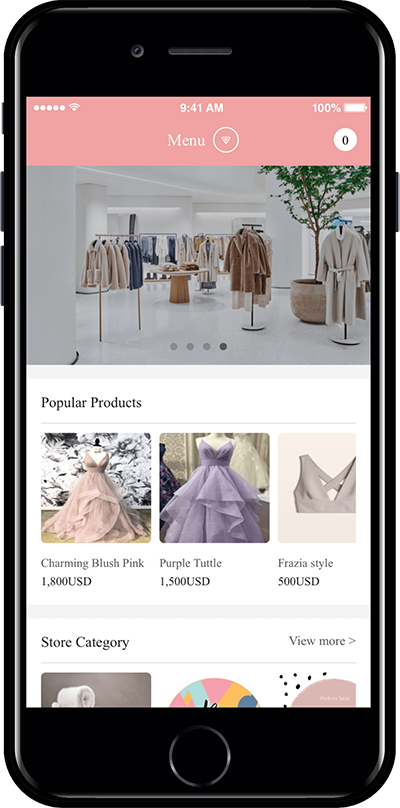 9:41 AM
100%
Menu
0
Popular Products
Charming Blush Pink
1,800USD
Purple Tuttle
1,500USD
Frazia style
500USD
Store Category
View more >